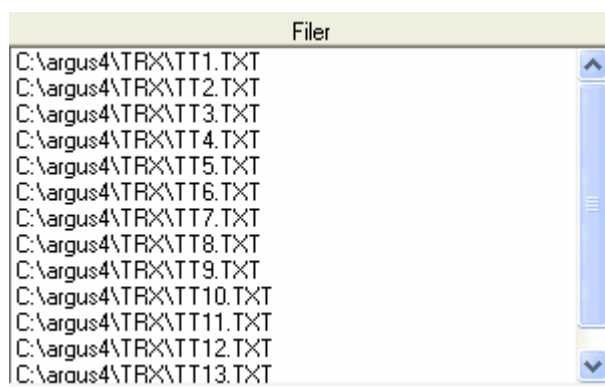 Filer
C:\argus4\TRX\TT1.TXT
C:\argus4\TRX\TT2.TXT
C:\argus4\TRX\TT3.TXT
C:\argus4\TRX\TT4.TXT
C:\argus4\TRX\TT5.TXT
C:\argus4\TRX\TT6.TXT
C:\argus4\TRX\TT7.TXT
C:\argus4\TRX\TT8.TXT
C:\argus4\TRX\TT9.TXT
C:\argus4\TRX\TT10.TXT
C:\argus4\TRX\TT11.TXT
C:\argus4\TRX\TT12.TXT
C:\argus4\TRX\TT13.TXT